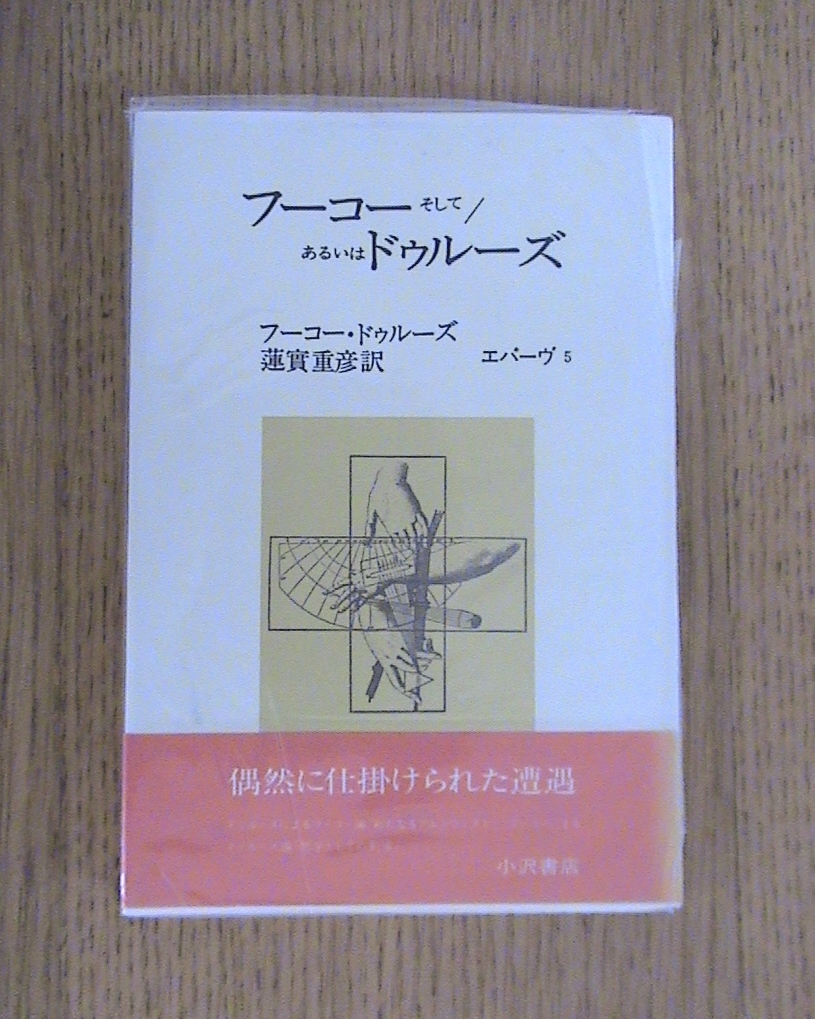 フーコー そして/
あるいは ドゥルーズ
フーコー・ドゥルーズ
蓮實重彦訳
エパーヴ 5
偶然に仕掛けられた遭遇
小沢書店